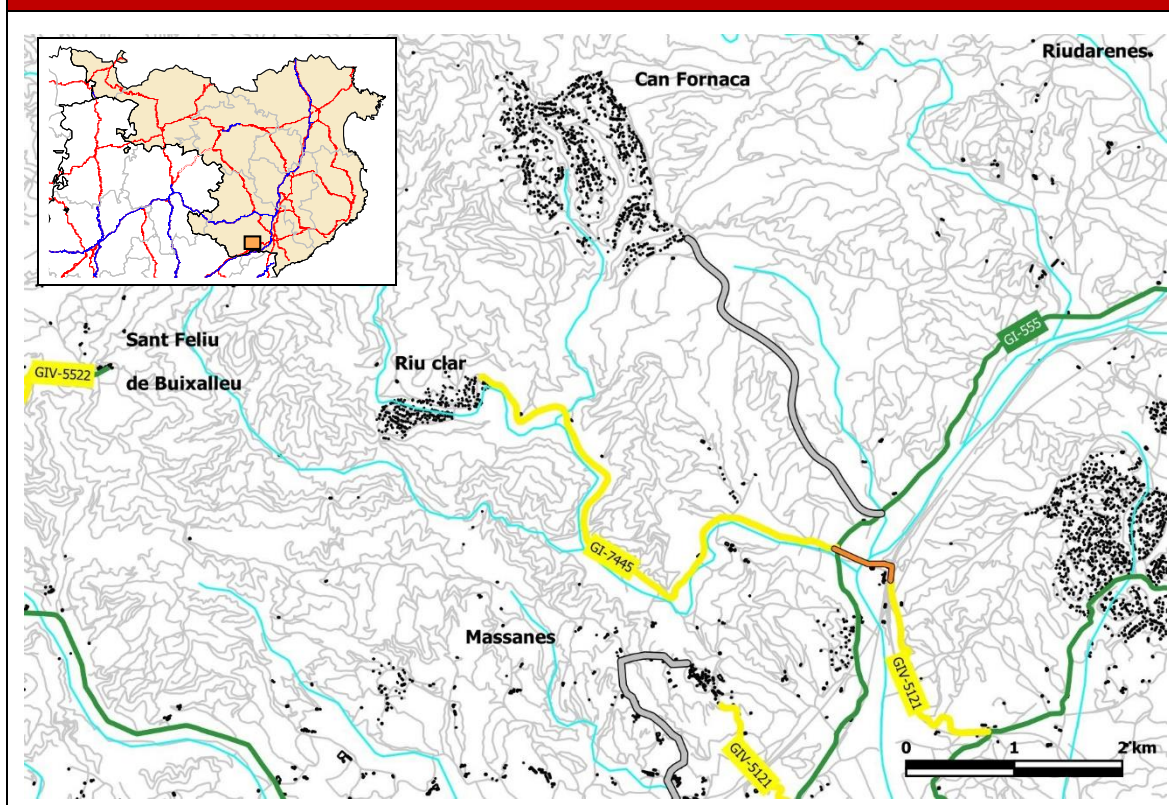 Riudarenes
Can Fornaca
GI-555
Sant Feliu
de Buixalleu
GIV-5522
Riu clar
GI-7445
Massanes
GIV-5121
GIV-5121
0 1 2 km